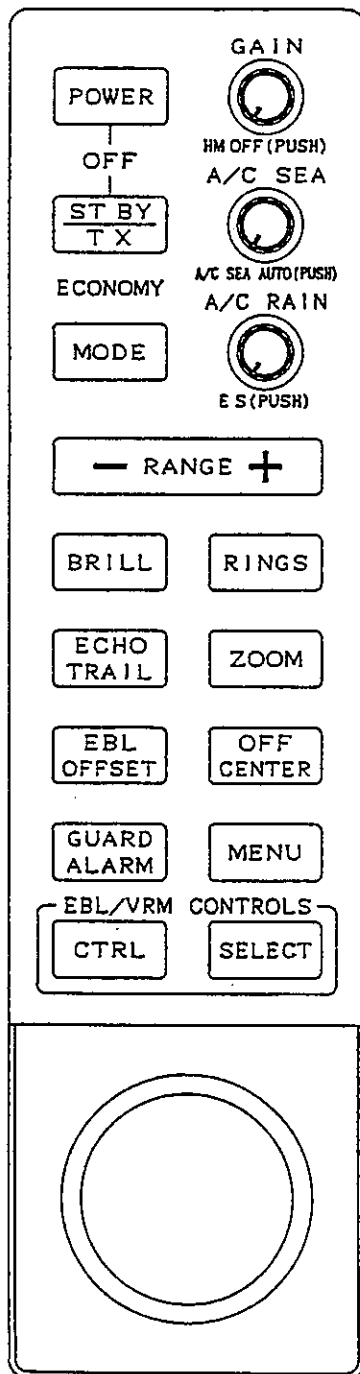 GAIN
POWER
HM OFF (PUSH)
OFF
A/C SEA
ST BY
TX
A/C SEA AUTO (PUSH)
ECONOMY
A/C RAIN
MODE
ES (PUSH)
— RANGE +
BRILL
RINGS
ECHO
TRAIL
ZOOM
EBL
OFFSET
OFF
CENTER
GUARD
ALARM
MENU
EBL/VRM CONTROLS
CTRL
SELECT